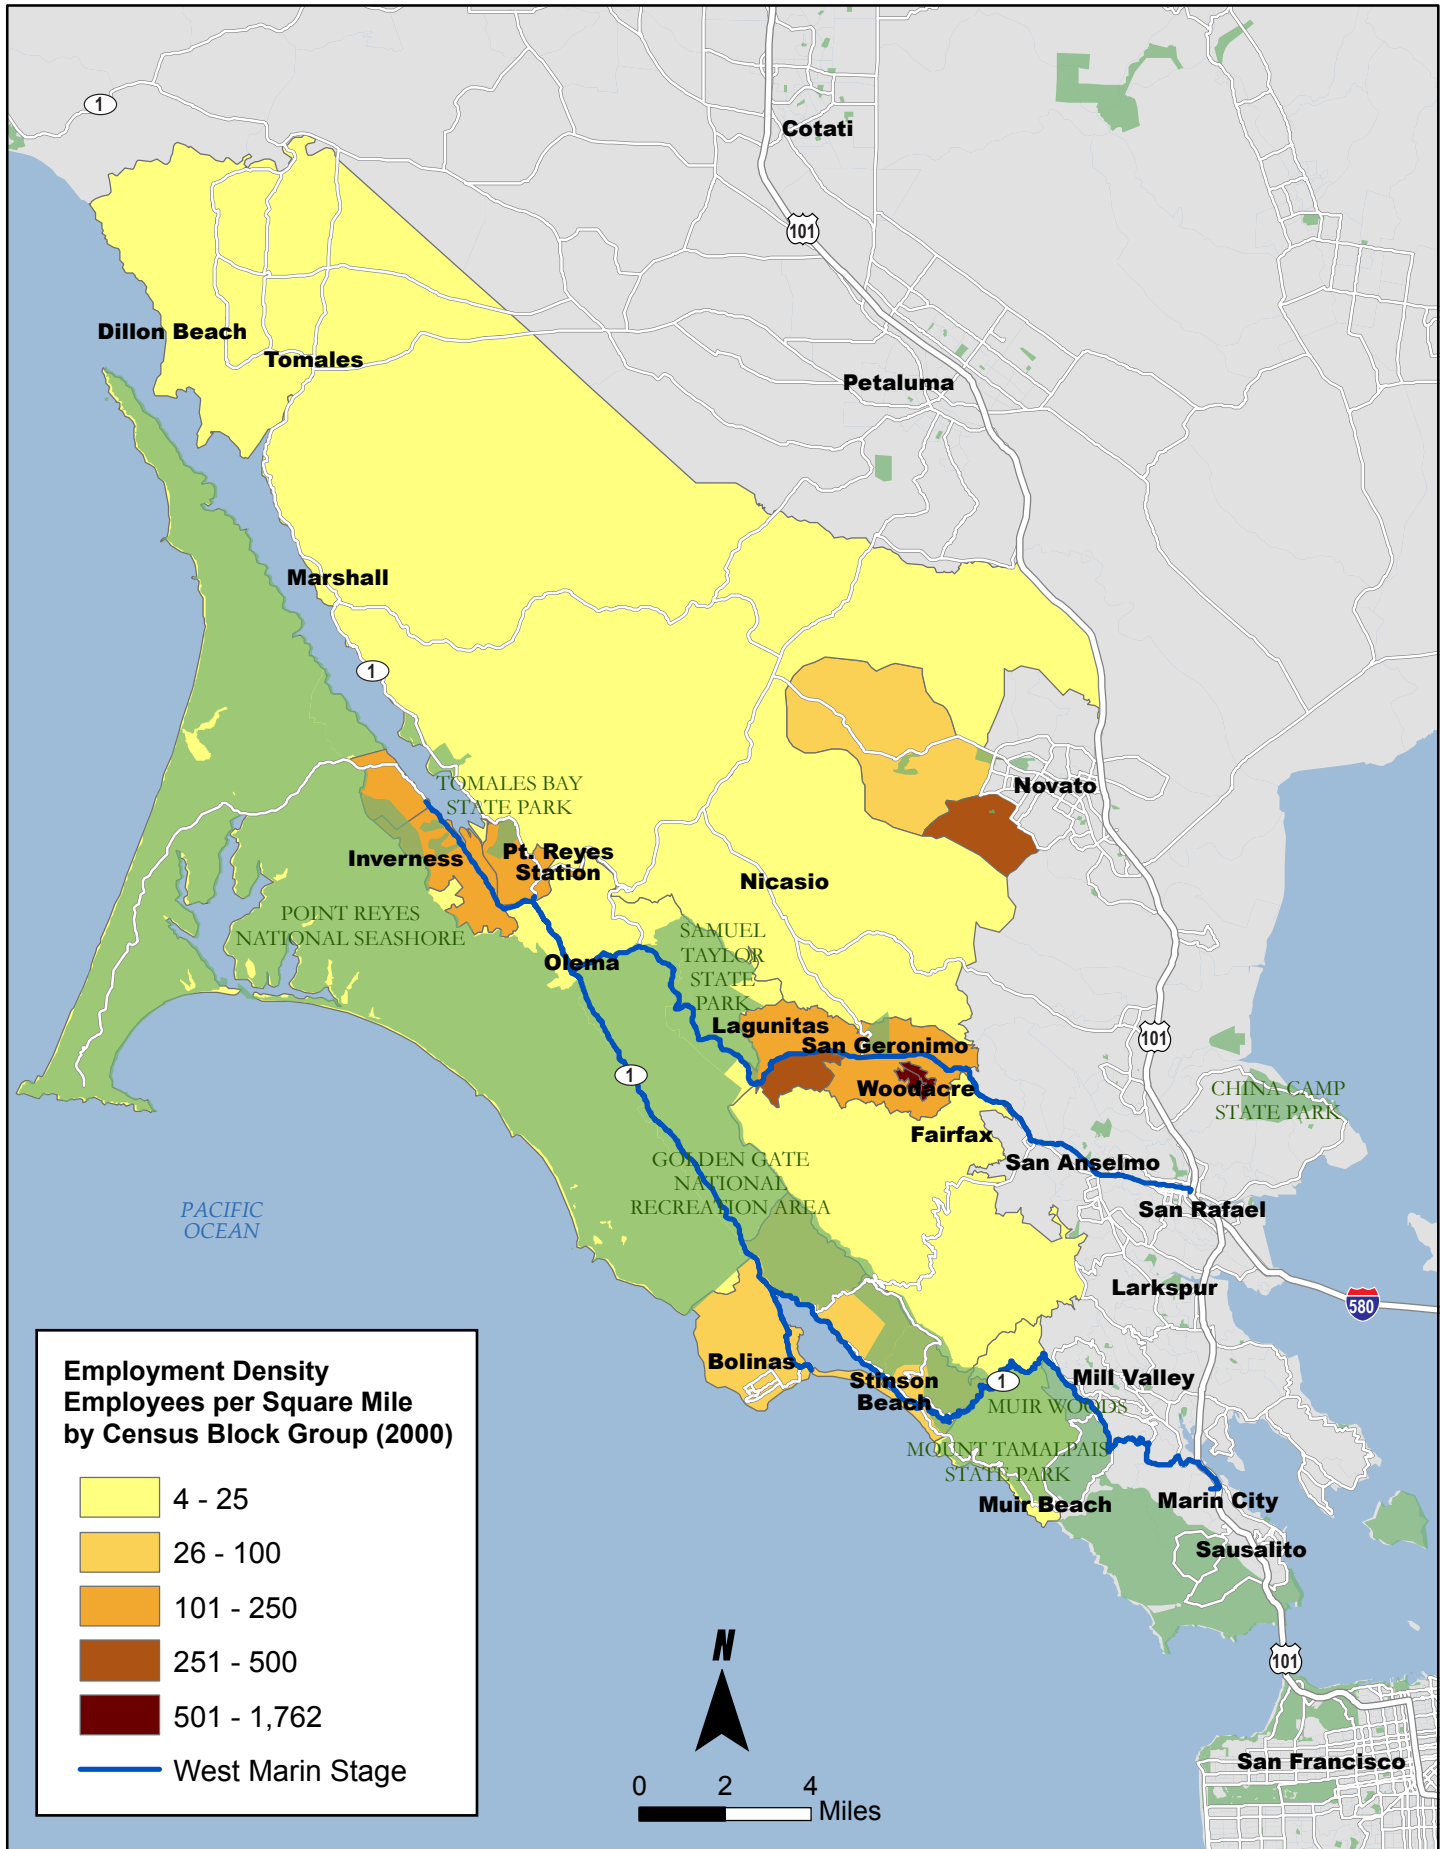 1
Cotati
101
Dillon Beach
Tomales
Petaluma
Marshall
1
TOMALES BAY
STATE PARK
Novato
Inverness
Pt. Reyes
Station
Nicasio
POINT REYES
NATIONAL SEASHORE
SAMUEL
TAYLOR
STATE
PARK
Olema
Lagunitas
San Geronimo
101
1
Woodacre
CHINA CAMP
STATE PARK
Fairfax
San Anselmo
GOLDEN GATE
NATIONAL
RECREATION AREA
PACIFIC
OCEAN
San Rafael
Larkspur
580
Bolinas
Stinson
Beach
1
Mill Valley
MUIR WOODS
MOUNT TAMALPAIS
STATE PARK
Muir Beach
Marin City
Sausalito
101
San Francisco
Employment Density
Employees per Square Mile
by Census Block Group (2000)
4 - 25
26 - 100
101 - 250
251 - 500
501 - 1,762
West Marin Stage
N
0 2 4
Miles